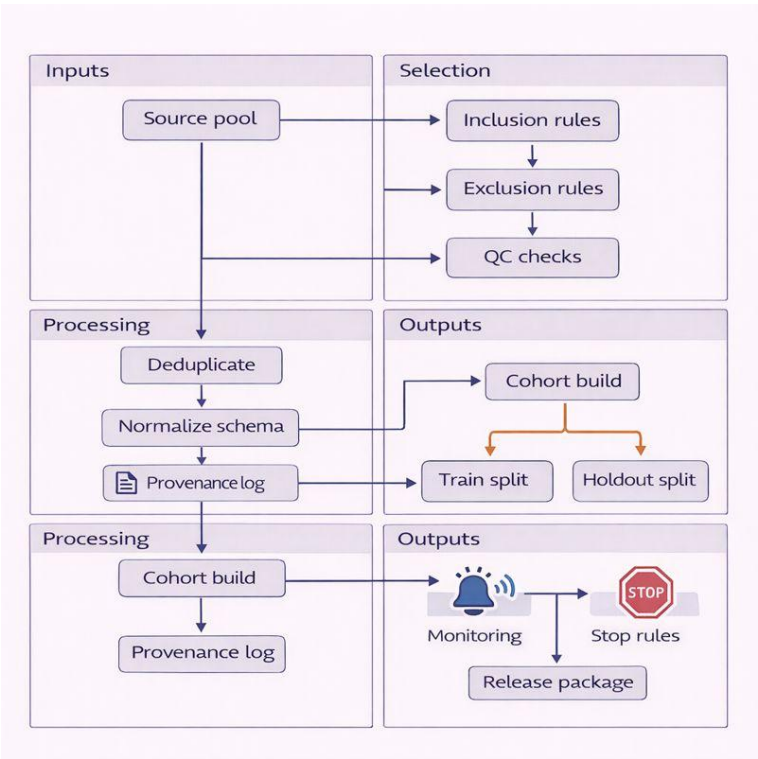 Inputs
Source pool
Selection
Inclusion rules
Exclusion rules
QC checks
Processing
Deduplicate
Normalize schema
Provenance log
Outputs
Cohort build
Train split
Holdout split
Processing
Cohort build
Provenance log
Outputs
STOP
Monitoring
Stop rules
Release package